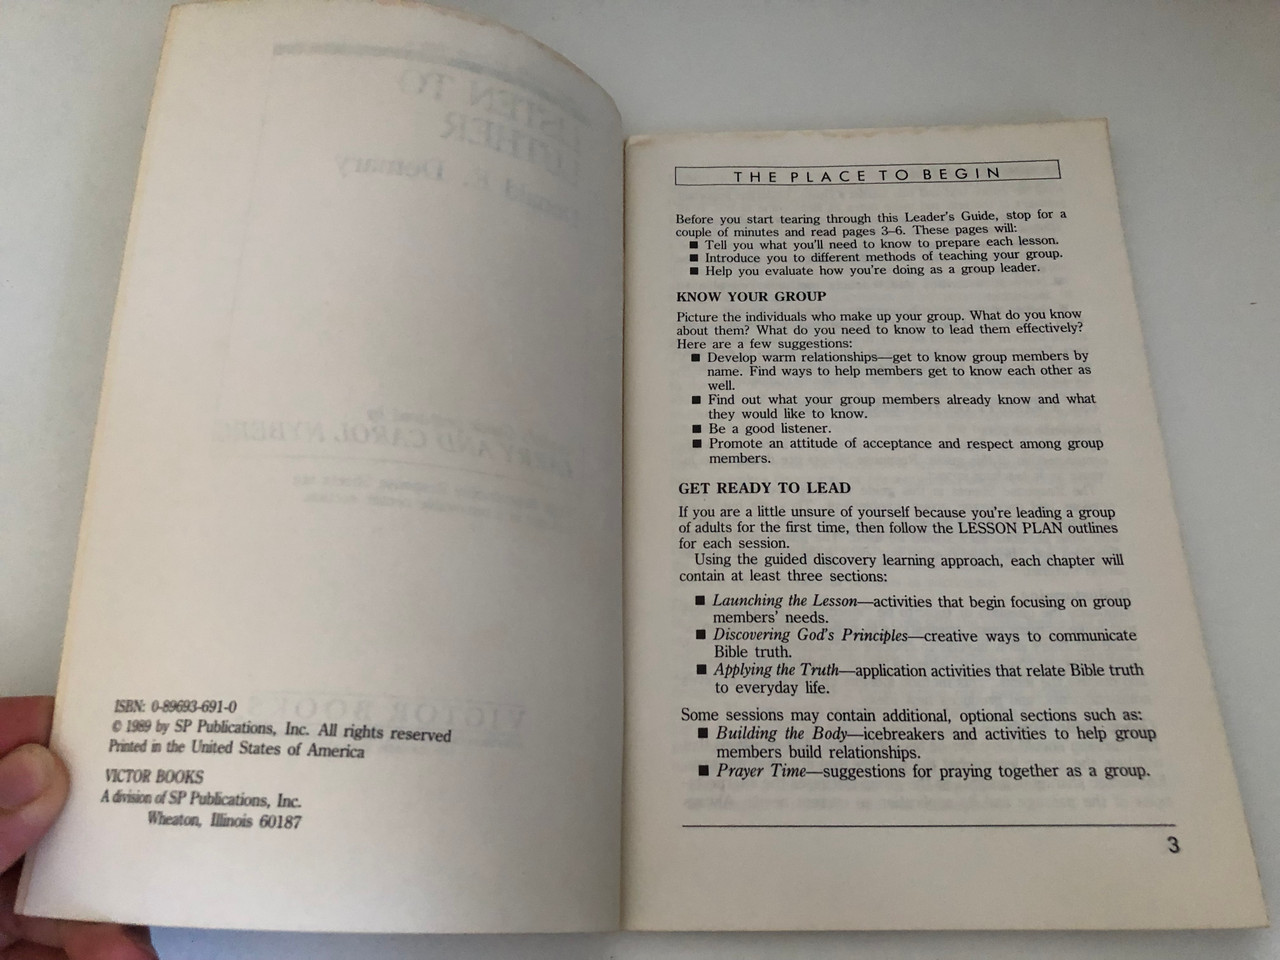 ISBN: 0-89693-691-0
© 1989 by SP Publications, Inc. All rights reserved
Printed in the United States of America
VICTOR BOOKS
A division of SP Publications, Inc.
Wheaton, Illinois 60187
THE PLACE TO BEGIN
Before you start tearing through this Leader's Guide, stop for a
couple of minutes and read pages 3–6. These pages will:
■ Tell you what you'll need to know to prepare each lesson.
■ Introduce you to different methods of teaching your group.
■ Help you evaluate how you're doing as a group leader.
KNOW YOUR GROUP
Picture the individuals who make up your group. What do you know
about them? What do you need to know to lead them effectively?
Here are a few suggestions:
■ Develop warm relationships—get to know group members by
name. Find ways to help members get to know each other as
well.
■ Find out what your group members already know and what
they would like to know.
■ Be a good listener.
■ Promote an attitude of acceptance and respect among group
members.
GET READY TO LEAD
If you are a little unsure of yourself because you're leading a group
of adults for the first time, then follow the LESSON PLAN outlines
for each session.
Using the guided discovery learning approach, each chapter will
contain at least three sections:
■ Launching the Lesson—activities that begin focusing on group
members' needs.
■ Discovering God's Principles—creative ways to communicate
Bible truth.
■ Applying the Truth—application activities that relate Bible truth
to everyday life.
Some sessions may contain additional, optional sections such as:
■ Building the Body—icebreakers and activities to help group
members build relationships.
■ Prayer Time—suggestions for praying together as a group.
3